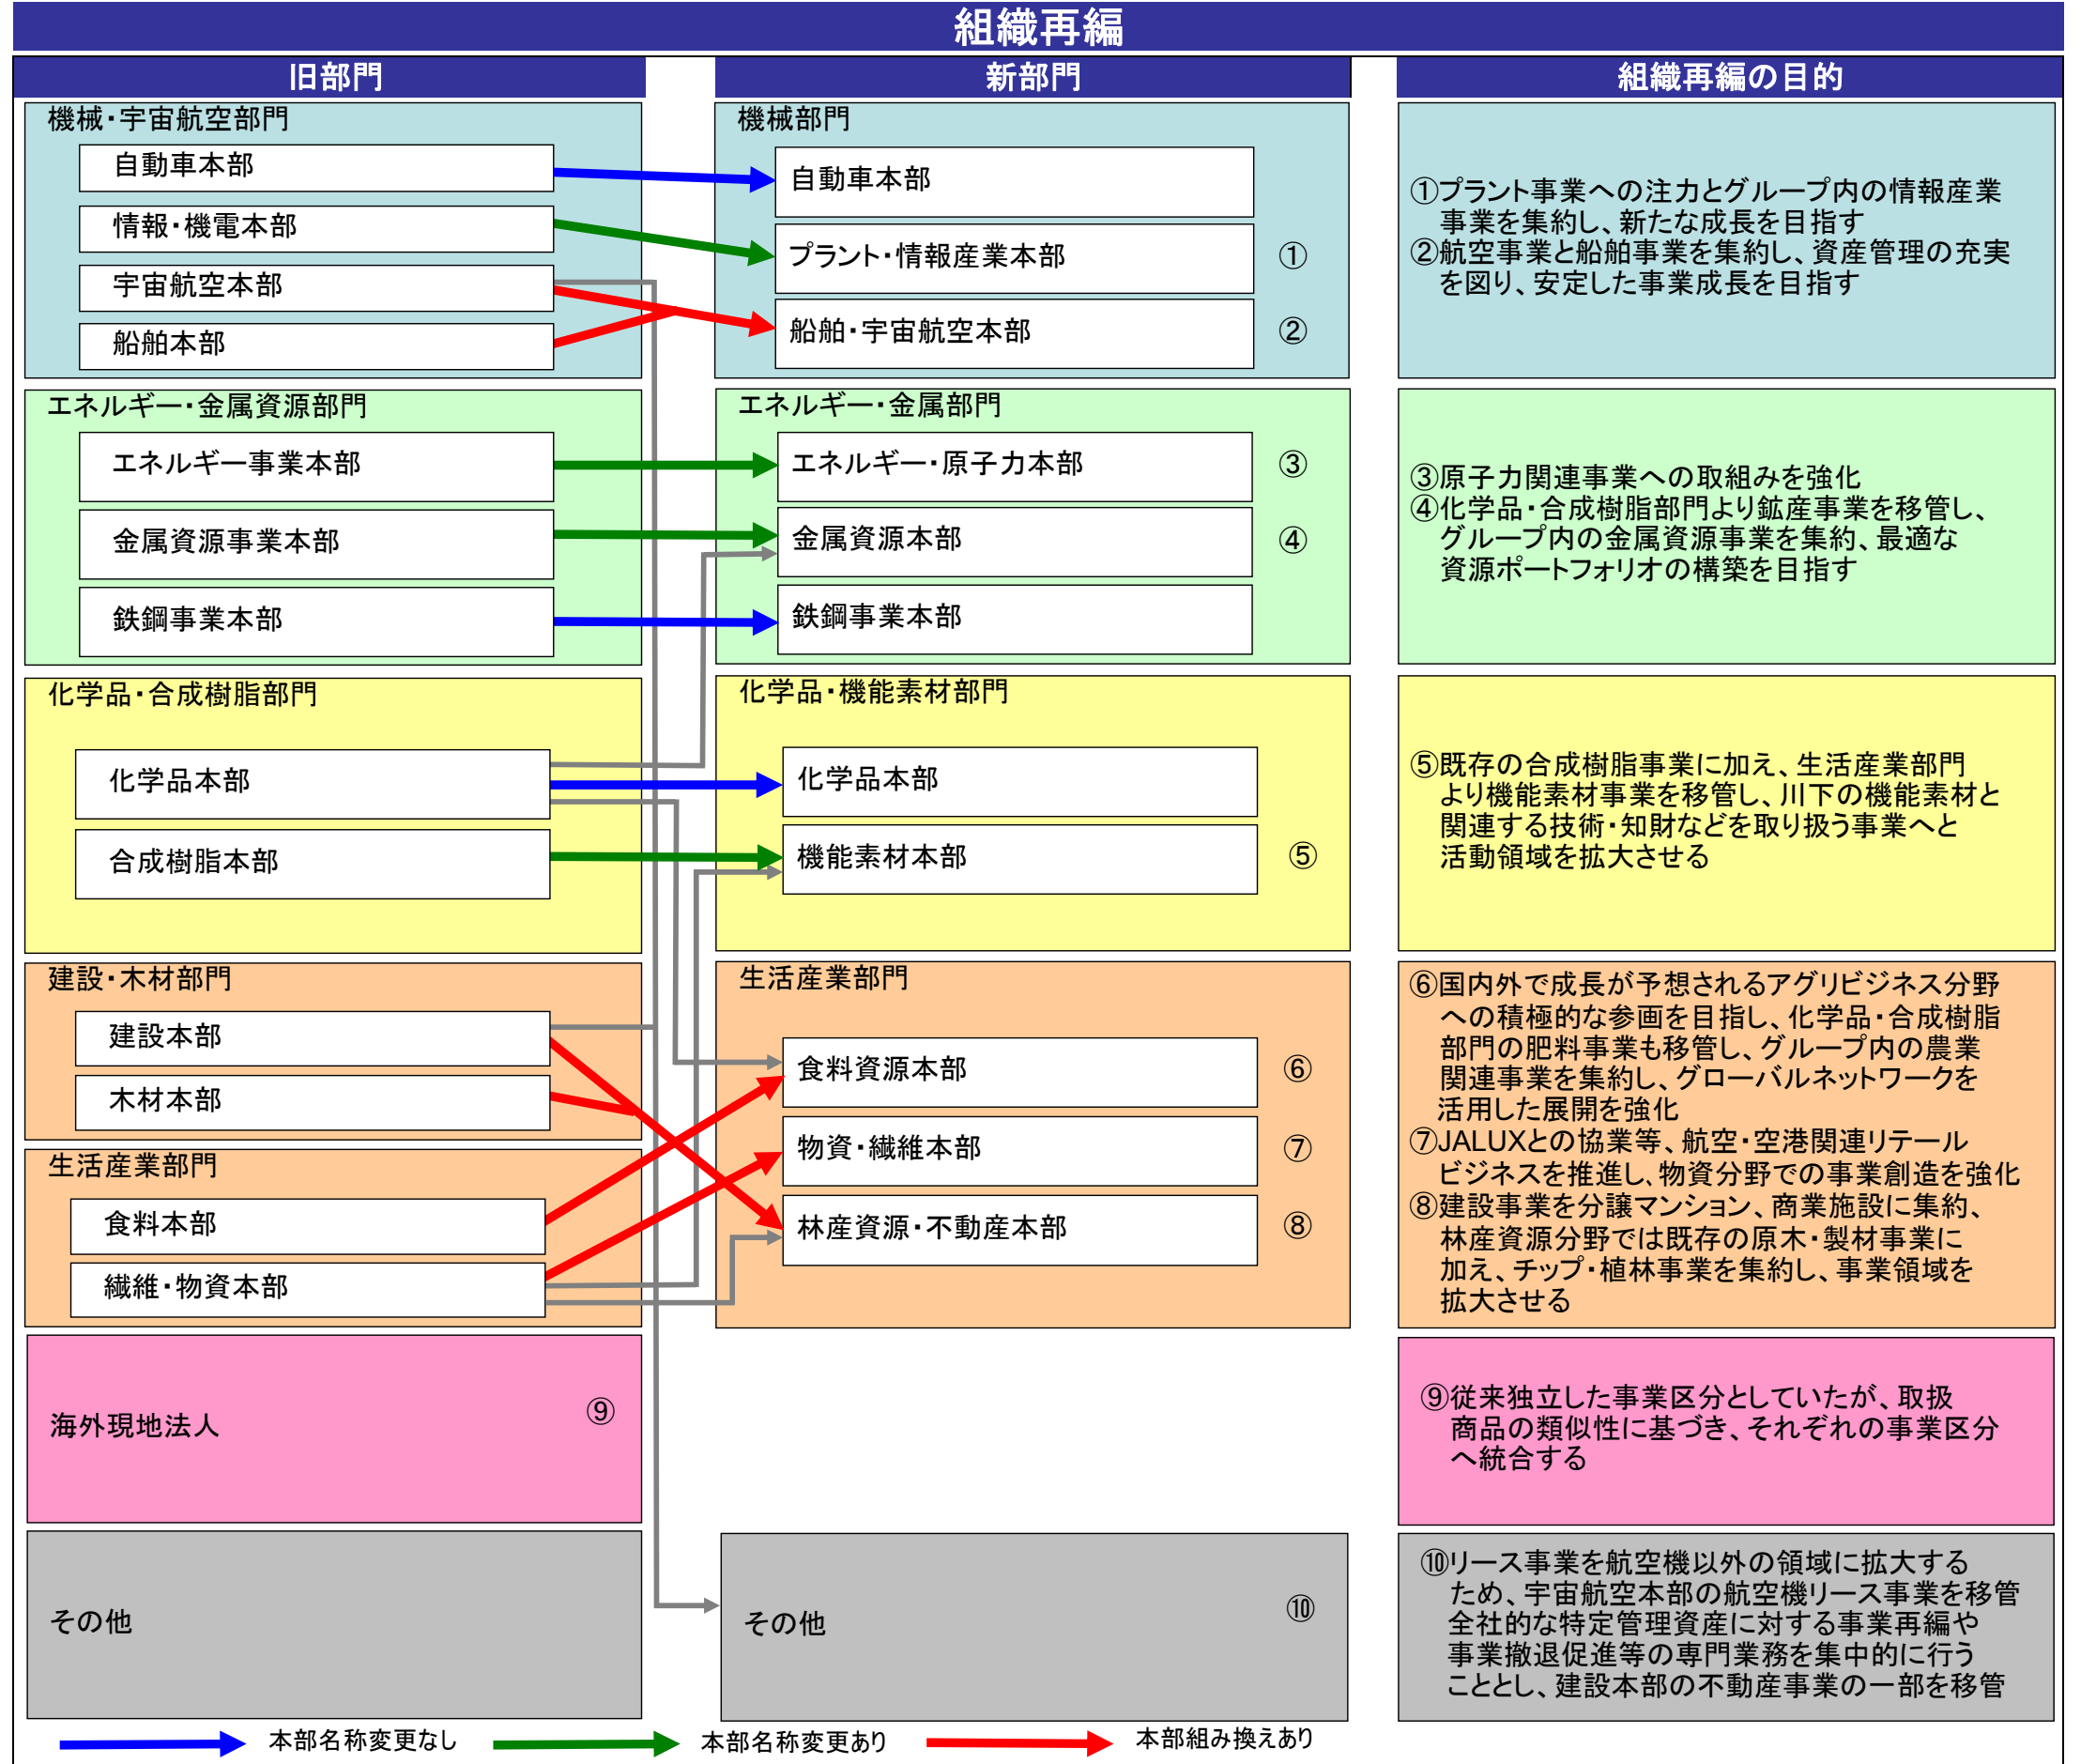 組織再編
旧部門
新部門
組織再編の目的
機械・宇宙航空部門
自動車本部
情報・機電本部
宇宙航空本部
船舶本部
機械部門
自動車本部
プラント・情報産業本部 ①
船舶・宇宙航空本部 ②
①プラント事業への注力とグループ内の情報産業
事業を集約し、新たな成長を目指す
②航空事業と船舶事業を集約し、資産管理の充実
を図り、安定した事業成長を目指す
エネルギー・金属資源部門
エネルギー事業本部
金属資源事業本部
鉄鋼事業本部
エネルギー・金属部門
エネルギー・原子力本部 ③
金属資源本部 ④
鉄鋼事業本部
③原子力関連事業への取組みを強化
④化学品・合成樹脂部門より鉱産事業を移管し、
グループ内の金属資源事業を集約、最適な
資源ポートフォリオの構築を目指す
化学品・合成樹脂部門
化学品本部
合成樹脂本部
化学品・機能素材部門
化学品本部
機能素材本部 ⑤
⑤既存の合成樹脂事業に加え、生活産業部門
より機能素材事業を移管し、川下の機能素材と
関連する技術・知財などを取り扱う事業へと
活動領域を拡大させる
建設・木材部門
建設本部
木材本部
生活産業部門
食料本部
繊維・物資本部
生活産業部門
食料資源本部 ⑥
物資・繊維本部 ⑦
林産資源・不動産本部 ⑧
⑥国内外で成長が予想されるアグリビジネス分野
への積極的な参画を目指し、化学品・合成樹脂
部門の肥料事業も移管し、グループ内の農業
関連事業を集約し、グローバルネットワークを
活用した展開を強化
⑦JALUXとの協業等、航空・空港関連リテール
ビジネスを推進し、物資分野での事業創造を強化
⑧建設事業を分譲マンション、商業施設に集約、
林産資源分野では既存の原木・製材事業に
加え、チップ・植林事業を集約し、事業領域を
拡大させる
海外現地法人 ⑨
⑨従来独立した事業区分としていたが、取扱
商品の類似性に基づき、それぞれの事業区分
へ統合する
その他
その他 ⑩
⑩リース事業を航空機以外の領域に拡大する
ため、宇宙航空本部の航空機リース事業を移管
全社的な特定管理資産に対する事業再編や
事業撤退促進等の専門業務を集中的に行う
こととし、建設本部の不動産事業の一部を移管
本部名称変更なし
本部名称変更あり
本部組み換えあり